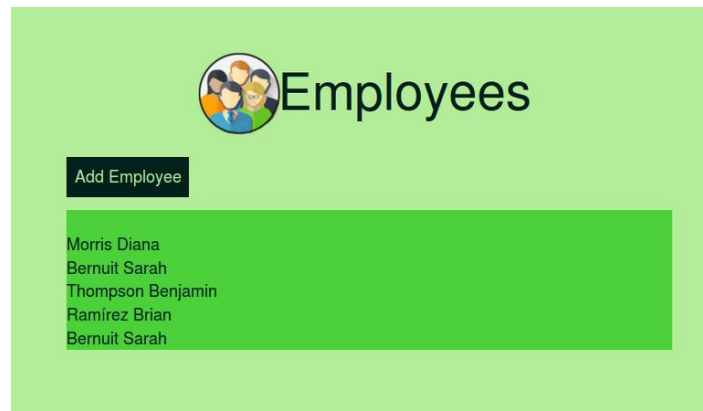 Employees
Add Employee
Morris Diana
Bernuit Sarah
Thompson Benjamin
Ramírez Brian
Bernuit Sarah